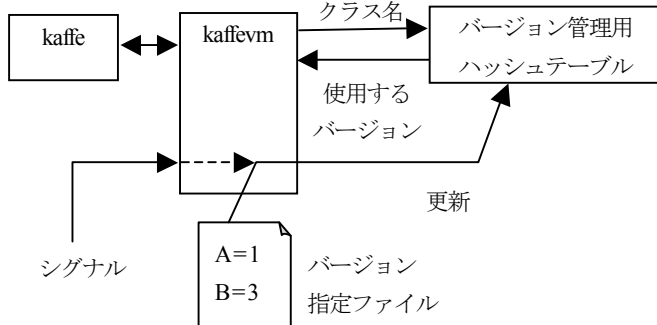 kaffe
kaffevm
クラス名
バージョン管理用
ハッシュテーブル
使用する
バージョン
更新
シグナル
A=1
B=3
バージョン
指定ファイル